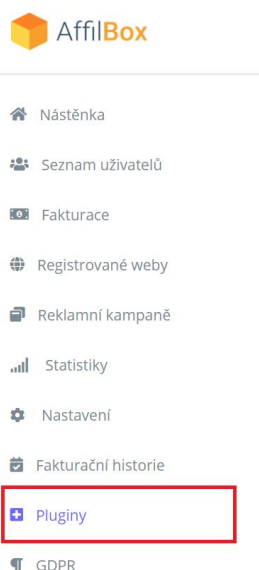 AffilBox
Nástěnka
Seznam uživatelů
Fakturace
Registrované weby
Reklamní kampaně
Statistiky
Nastavení
Fakturační historie
Pluginy
GDPR